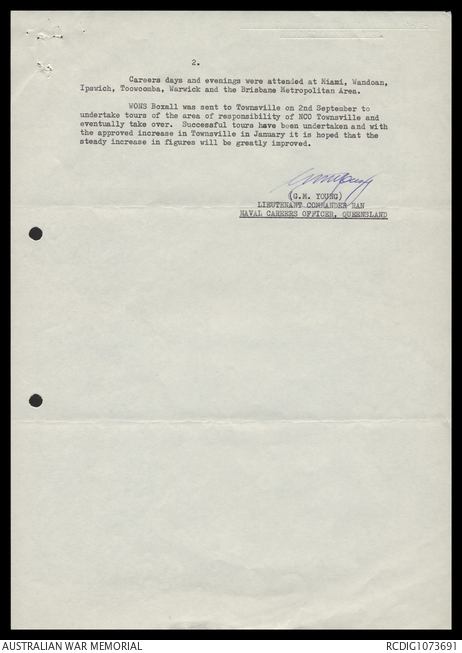 2.
Careers days and evenings were attended at Miami, Wandoan,
Ipswich, Toowoomba, Warwick and the Brisbane Metropolitan Area.
WONS Boxall was sent to Townsville on 2nd September to
undertake tours of the area of responsibility of NCO Townsville and
eventually take over. Successful tours have been undertaken and with
the approved increase in Townsville in January it is hoped that the
steady increase in figures will be greatly improved.
(G.M. YOUNG)
LIEUTENANT COMMANDER RAN
NAVAL CAREERS OFFICER, QUEENSLAND
AUSTRALIAN WAR MEMORIAL
RCDIG1073691